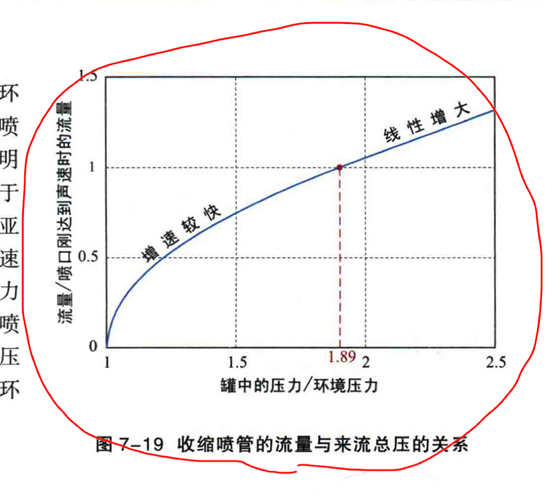 环
喷
明
于
亚
速
力
喷
压
环
流量/喷口刚达到声速时的流量
1.5
1
0.5
0
增速较快
线性增大
1
1.5
1.89
2
2.5
罐中的压力/环境压力
图 7-19 收缩喷管的流量与来流总压的关系